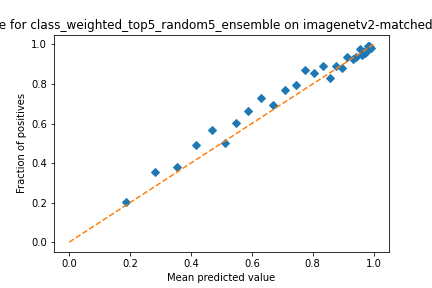 e for class_weighted_top5_random5_ensemble on imagenetv2-matched
1.0
0.8
0.6
0.4
0.2
0.0
Fraction of positives
0.0 0.2 0.4 0.6 0.8 1.0
Mean predicted value